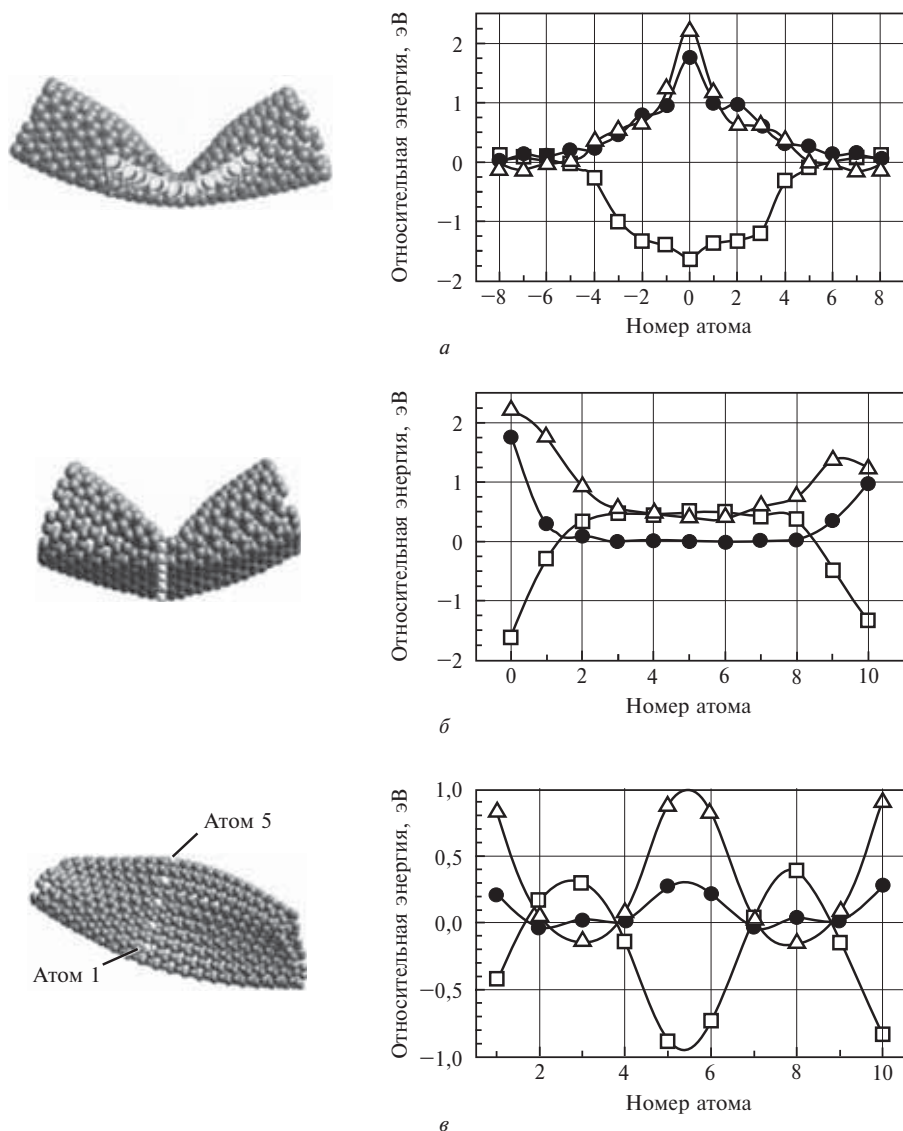 Относительная энергия, эВ
2
1
0
−1
−2
−8 −6 −4 −2 0 2 4 6 8
Номер атома
а
Относительная энергия, эВ
2
1
0
−1
−2
0 2 4 6 8 10
Номер атома
б
Атом 5
Атом 1
Относительная энергия, эВ
1,0
0,5
0,0
−0,5
−1,0
2 4 6 8 10
Номер атома
в